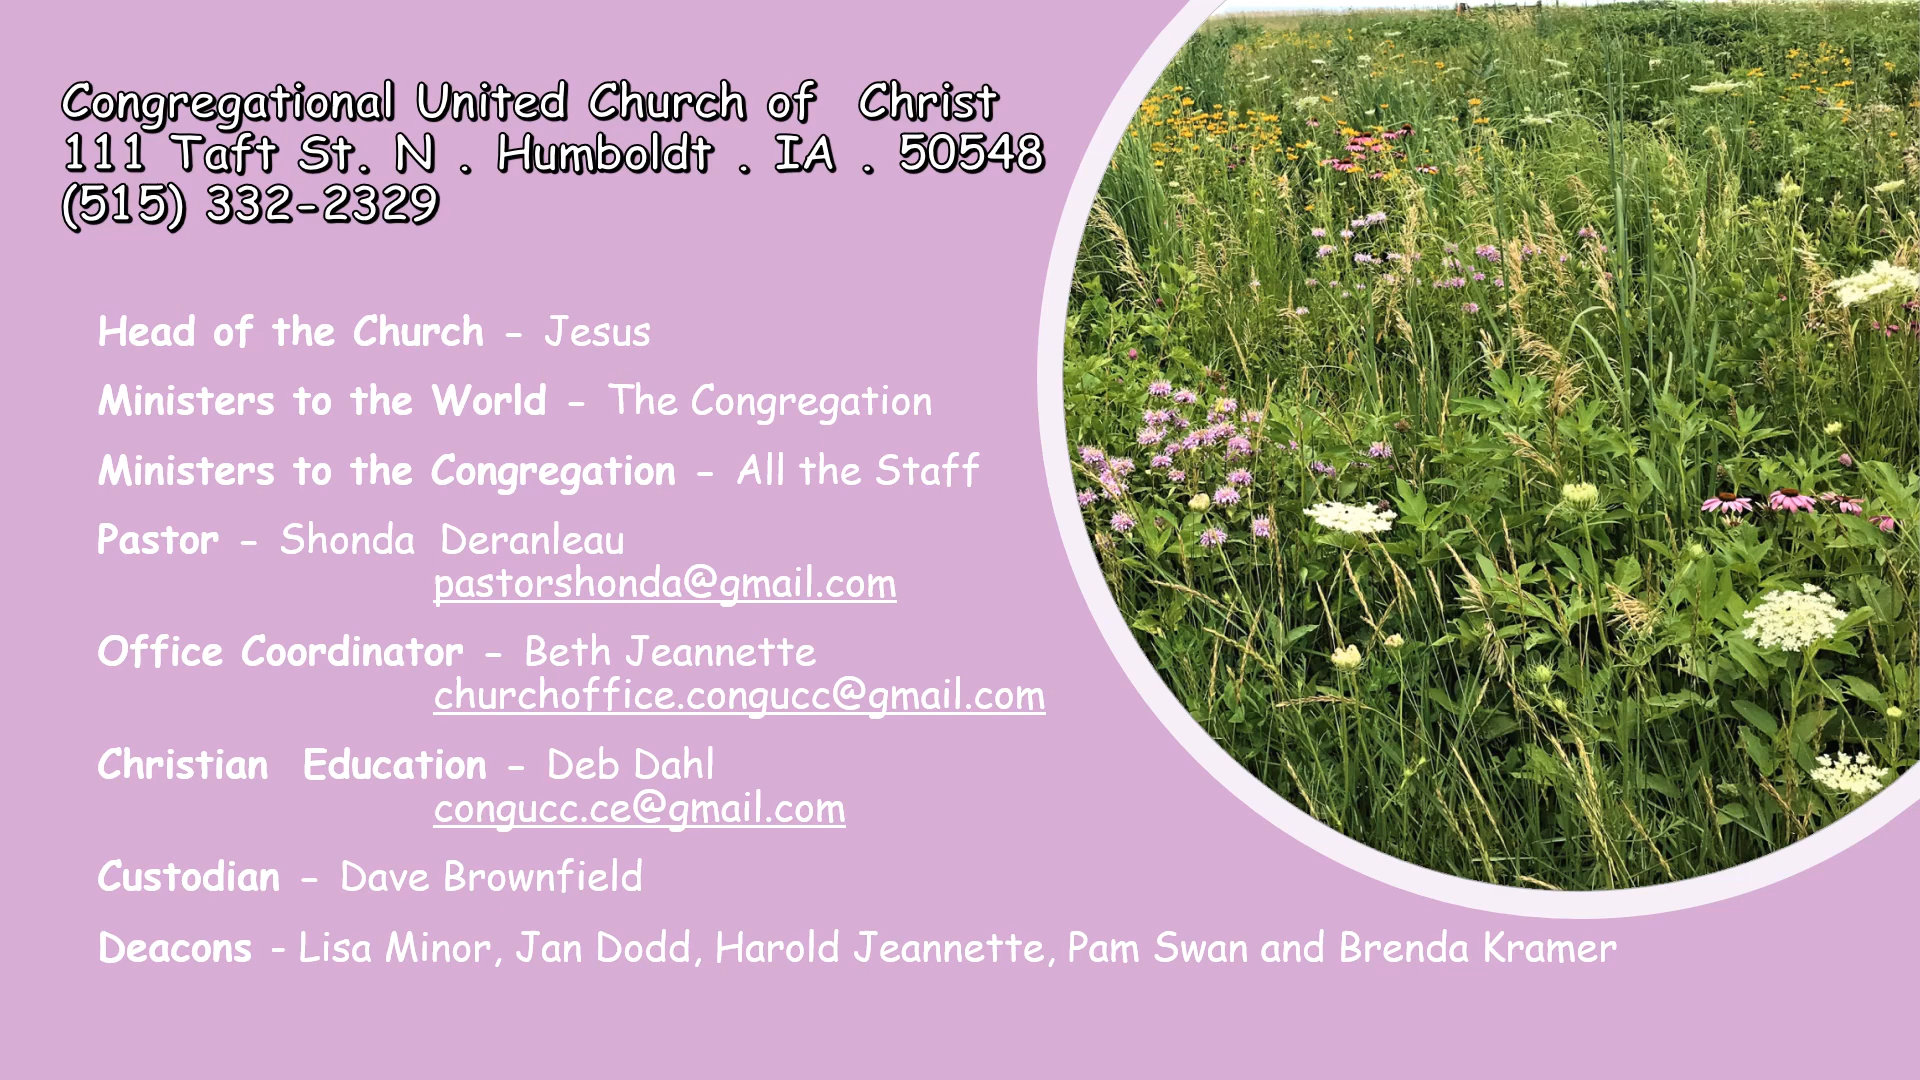 Congregational United Church of Christ
111 Taft St. N . Humboldt . IA . 50548
(515) 332-2329
Head of the Church - Jesus
Ministers to the World - The Congregation
Ministers to the Congregation - All the Staff
Pastor - Shonda Deranleau
pastorshonda@gmail.com
Office Coordinator - Beth Jeannette
churchoffice.congucc@gmail.com
Christian Education - Deb Dahl
congucc.ce@gmail.com
Custodian - Dave Brownfield
Deacons - Lisa Minor, Jan Dodd, Harold Jeannette, Pam Swan and Brenda Kramer